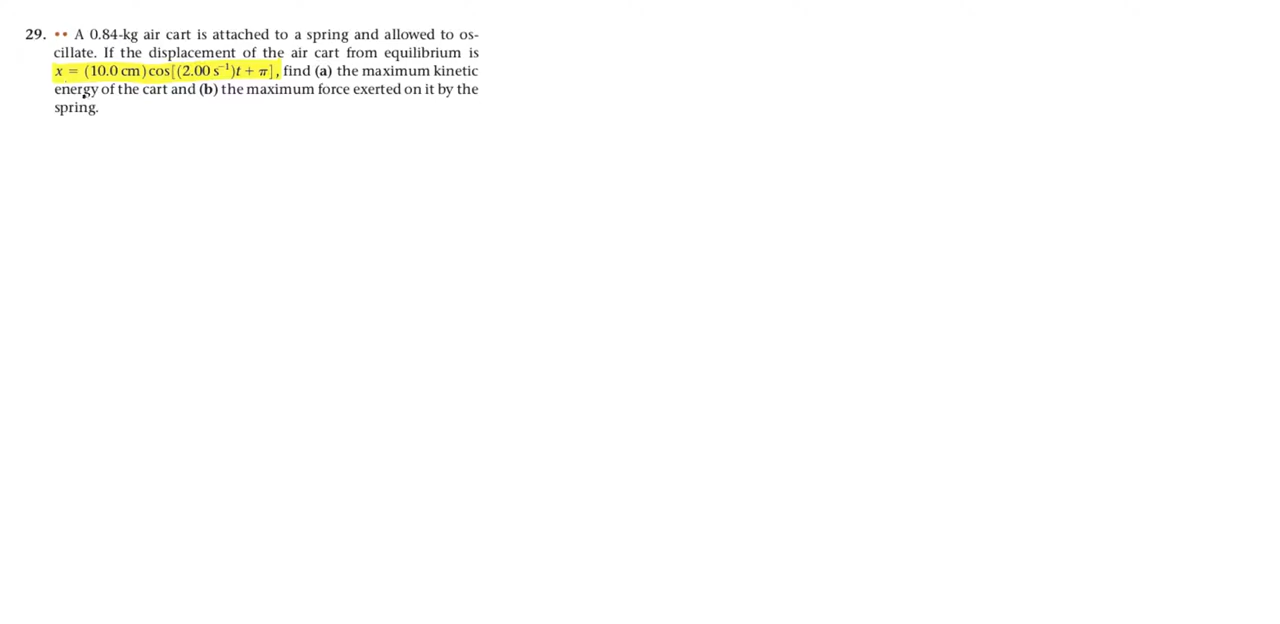 29. •• A 0.84-kg air cart is attached to a spring and allowed to os-
cillate. If the displacement of the air cart from equilibrium is
x = (10.0 cm) cos[(2.00 s⁻¹)t + π], find (a) the maximum kinetic
energy of the cart and (b) the maximum force exerted on it by the
spring.